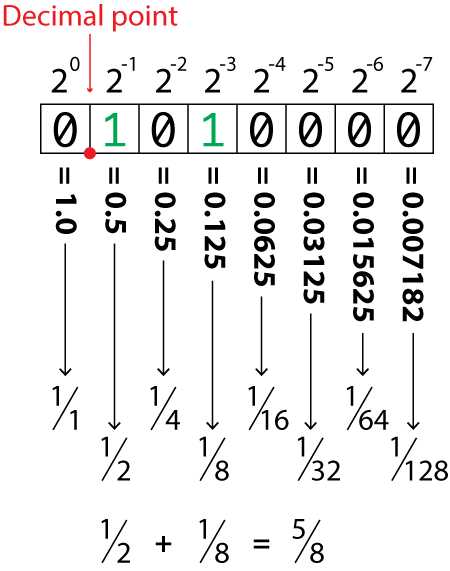 Decimal point
2^0 2^-1 2^-2 2^-3 2^-4 2^-5 2^-6 2^-7
0 1 0 1 0 0 0 0
= 1.0 = 0.5 = 0.25 = 0.125 = 0.0625 = 0.03125 = 0.015625 = 0.007182
1/1 1/4 1/16 1/64
1/2 1/8 1/32 1/128
1/2 + 1/8 = 5/8